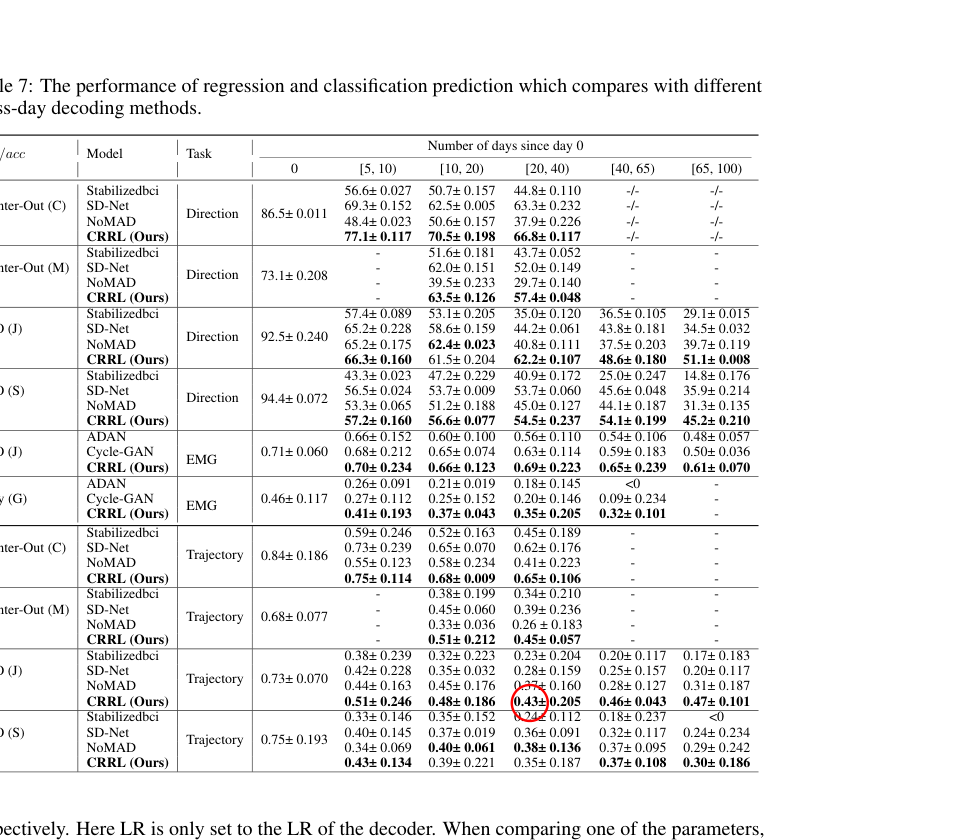 le 7: The performance of regression and classification prediction which compares with different
ss-day decoding methods.
/acc Model Task Number of days since day 0
0 [5, 10) [10, 20) [20, 40) [40, 65) [65, 100)
Stabilizedbci 56.6± 0.027 50.7± 0.157 44.8± 0.110 -/- -/-
nter-Out (C) SD-Net Direction 86.5± 0.011 69.3± 0.152 62.5± 0.005 63.3± 0.232 -/- -/-
NoMAD 48.4± 0.023 50.6± 0.157 37.9± 0.226 -/- -/-
CRRL (Ours) 77.1± 0.117 70.5± 0.198 66.8± 0.117 -/- -/-
Stabilizedbci - 51.6± 0.181 43.7± 0.052 - -
nter-Out (M) SD-Net Direction 73.1± 0.208 - 62.0± 0.151 52.0± 0.149 - -
NoMAD - 39.5± 0.233 29.7± 0.140 - -
CRRL (Ours) - 63.5± 0.126 57.4± 0.048 - -
Stabilizedbci 57.4± 0.089 53.1± 0.205 35.0± 0.120 36.5± 0.105 29.1± 0.015
O (J) SD-Net Direction 92.5± 0.240 65.2± 0.228 58.6± 0.159 44.2± 0.061 43.8± 0.181 34.5± 0.032
NoMAD 65.2± 0.175 62.4± 0.023 40.8± 0.111 37.5± 0.203 39.7± 0.119
CRRL (Ours) 66.3± 0.160 61.5± 0.204 62.2± 0.107 48.6± 0.180 51.1± 0.008
Stabilizedbci 43.3± 0.023 47.2± 0.229 40.9± 0.172 25.0± 0.247 14.8± 0.176
O (S) SD-Net Direction 94.4± 0.072 56.5± 0.024 53.7± 0.009 53.7± 0.060 45.6± 0.048 35.9± 0.214
NoMAD 53.3± 0.065 51.2± 0.188 45.0± 0.127 44.1± 0.187 31.3± 0.135
CRRL (Ours) 57.2± 0.160 56.6± 0.077 54.5± 0.237 54.1± 0.199 45.2± 0.210
ADAN 0.66± 0.152 0.60± 0.100 0.56± 0.110 0.54± 0.106 0.48± 0.057
O (J) Cycle-GAN EMG 0.71± 0.060 0.68± 0.212 0.65± 0.074 0.63± 0.114 0.59± 0.183 0.50± 0.036
CRRL (Ours) 0.70± 0.234 0.66± 0.123 0.69± 0.223 0.65± 0.239 0.61± 0.070
ADAN 0.26± 0.091 0.21± 0.019 0.18± 0.145 <0 -
y (G) Cycle-GAN EMG 0.46± 0.117 0.27± 0.112 0.25± 0.152 0.20± 0.146 0.09± 0.234 -
CRRL (Ours) 0.41± 0.193 0.37± 0.043 0.35± 0.205 0.32± 0.101 -
Stabilizedbci 0.59± 0.246 0.52± 0.163 0.45± 0.189 - -
nter-Out (C) SD-Net Trajectory 0.84± 0.186 0.73± 0.239 0.65± 0.070 0.62± 0.176 - -
NoMAD 0.55± 0.123 0.58± 0.234 0.41± 0.223 - -
CRRL (Ours) 0.75± 0.114 0.68± 0.009 0.65± 0.106 - -
Stabilizedbci - 0.38± 0.199 0.34± 0.210 - -
nter-Out (M) SD-Net Trajectory 0.68± 0.077 - 0.45± 0.060 0.39± 0.236 - -
NoMAD - 0.33± 0.036 0.26 ± 0.183 - -
CRRL (Ours) - 0.51± 0.212 0.45± 0.057 - -
Stabilizedbci 0.38± 0.239 0.32± 0.223 0.23± 0.204 0.20± 0.117 0.17± 0.183
O (J) SD-Net Trajectory 0.73± 0.070 0.42± 0.228 0.35± 0.032 0.28± 0.159 0.25± 0.157 0.20± 0.117
NoMAD 0.44± 0.163 0.45± 0.176 0.37± 0.160 0.28± 0.127 0.31± 0.187
CRRL (Ours) 0.51± 0.246 0.48± 0.186 0.43± 0.205 0.46± 0.043 0.47± 0.101
Stabilizedbci 0.33± 0.146 0.35± 0.152 0.24± 0.112 0.18± 0.237 <0
O (S) SD-Net Trajectory 0.75± 0.193 0.40± 0.145 0.37± 0.019 0.36± 0.091 0.32± 0.117 0.24± 0.234
NoMAD 0.34± 0.069 0.40± 0.061 0.38± 0.136 0.37± 0.095 0.29± 0.242
CRRL (Ours) 0.43± 0.134 0.39± 0.221 0.35± 0.187 0.37± 0.108 0.30± 0.186
pectively. Here LR is only set to the LR of the decoder. When comparing one of the parameters,